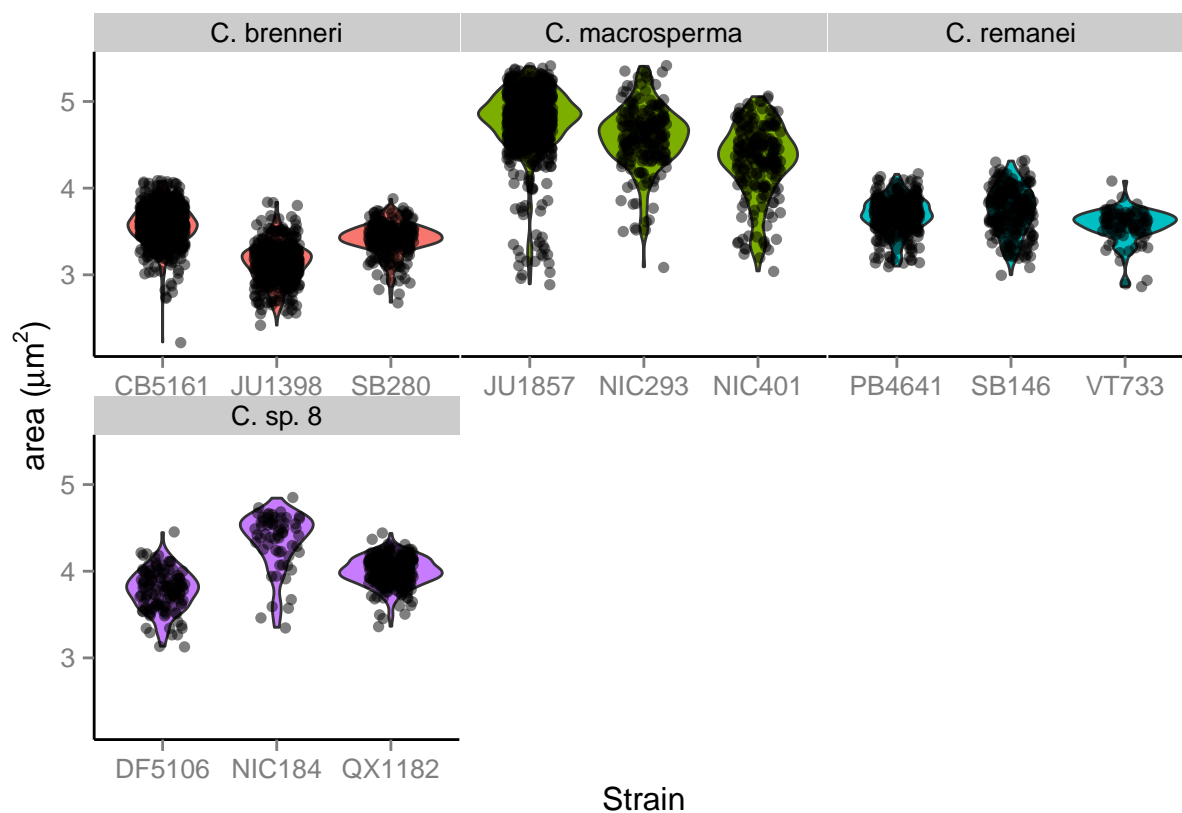 C. brenneri C. macrosperma C. remanei
5
4
3
CB5161 JU1398 SB280 JU1857 NIC293 NIC401 PB4641 SB146 VT733
area (μm²)
C. sp. 8
5
4
3
DF5106 NIC184 QX1182
Strain